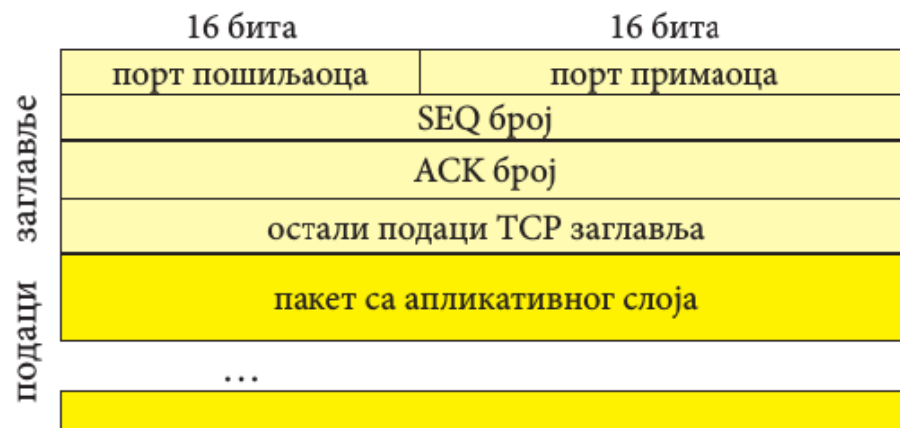 16 бита
16 бита
порт пошиљаоца
порт примаоца
SEQ број
ACK број
остали подаци TCP заглавља
заглавље
пакет са апликативног слоја
подаци
...